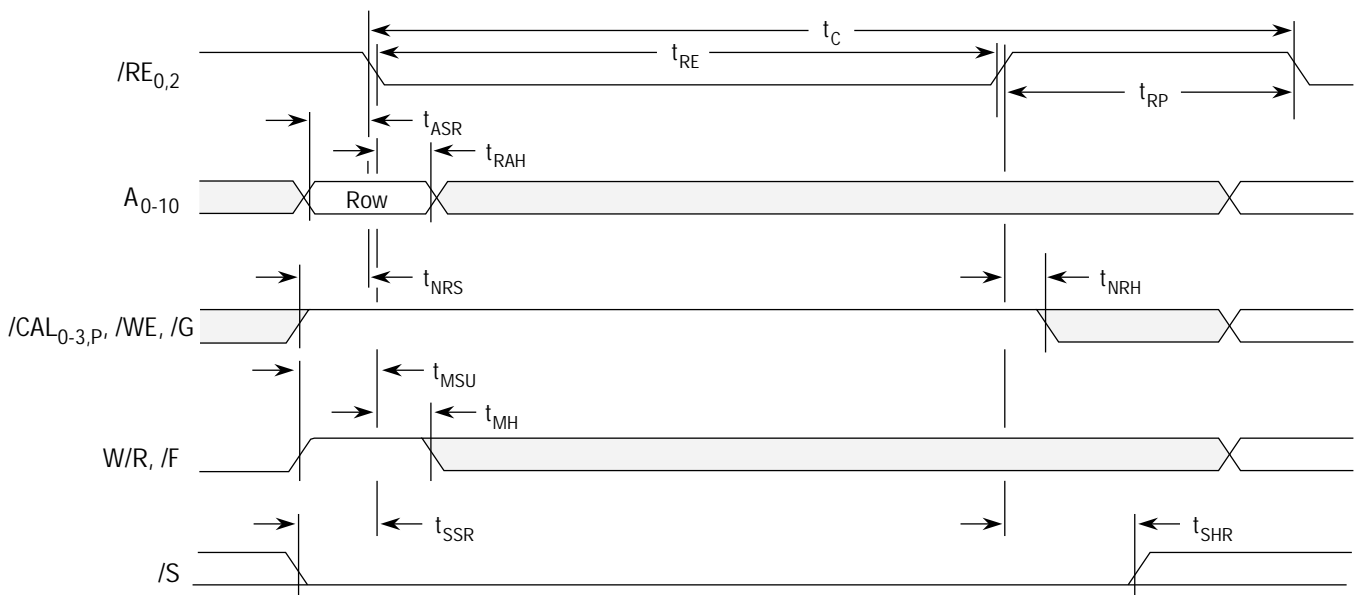 t_C
t_RE
/RE_0,2
t_RP
t_ASR
t_RAH
A_0-10
Row
t_NRS
t_NRH
/CAL_0-3,P, /WE, /G
t_MSU
t_MH
W/R, /F
t_SSR
t_SHR
/S